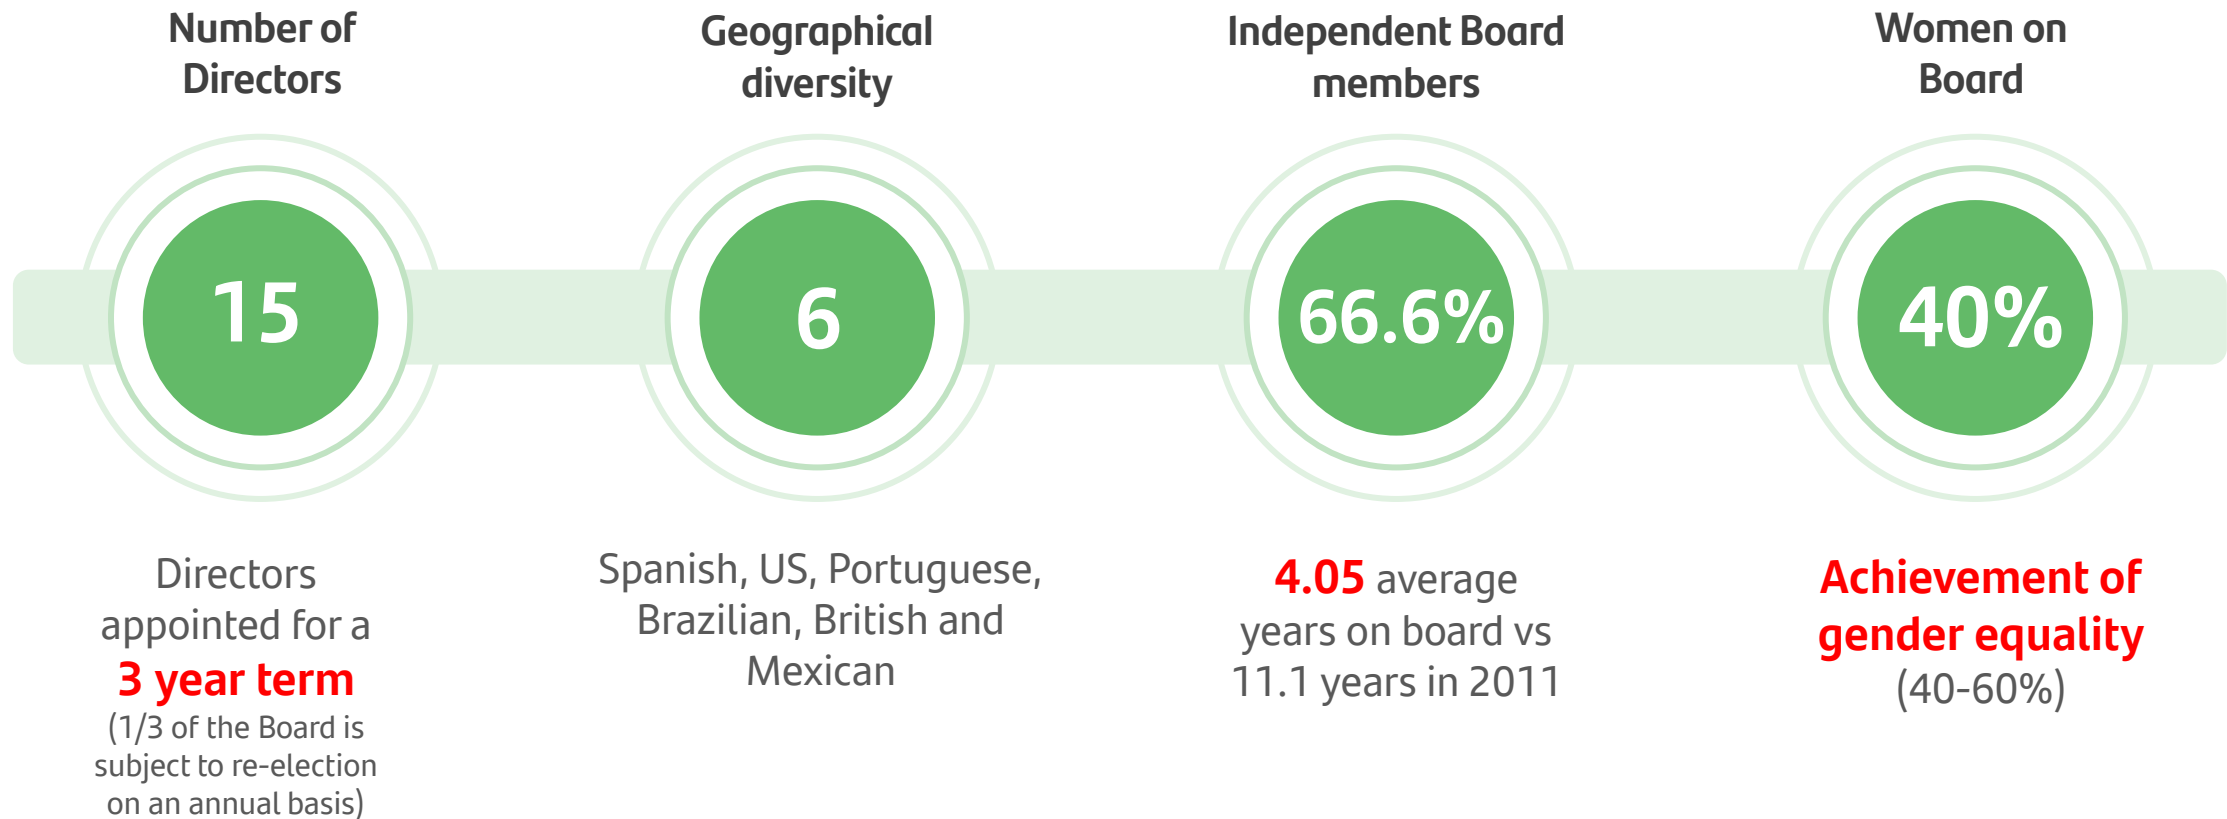 Number of
Directors
15
Directors
appointed for a
3 year term
(1/3 of the Board is
subject to re-election
on an annual basis)
Geographical
diversity
6
Spanish, US, Portuguese,
Brazilian, British and
Mexican
Independent Board
members
66.6%
4.05 average
years on board vs
11.1 years in 2011
Women on
Board
40%
Achievement of
gender equality
(40-60%)